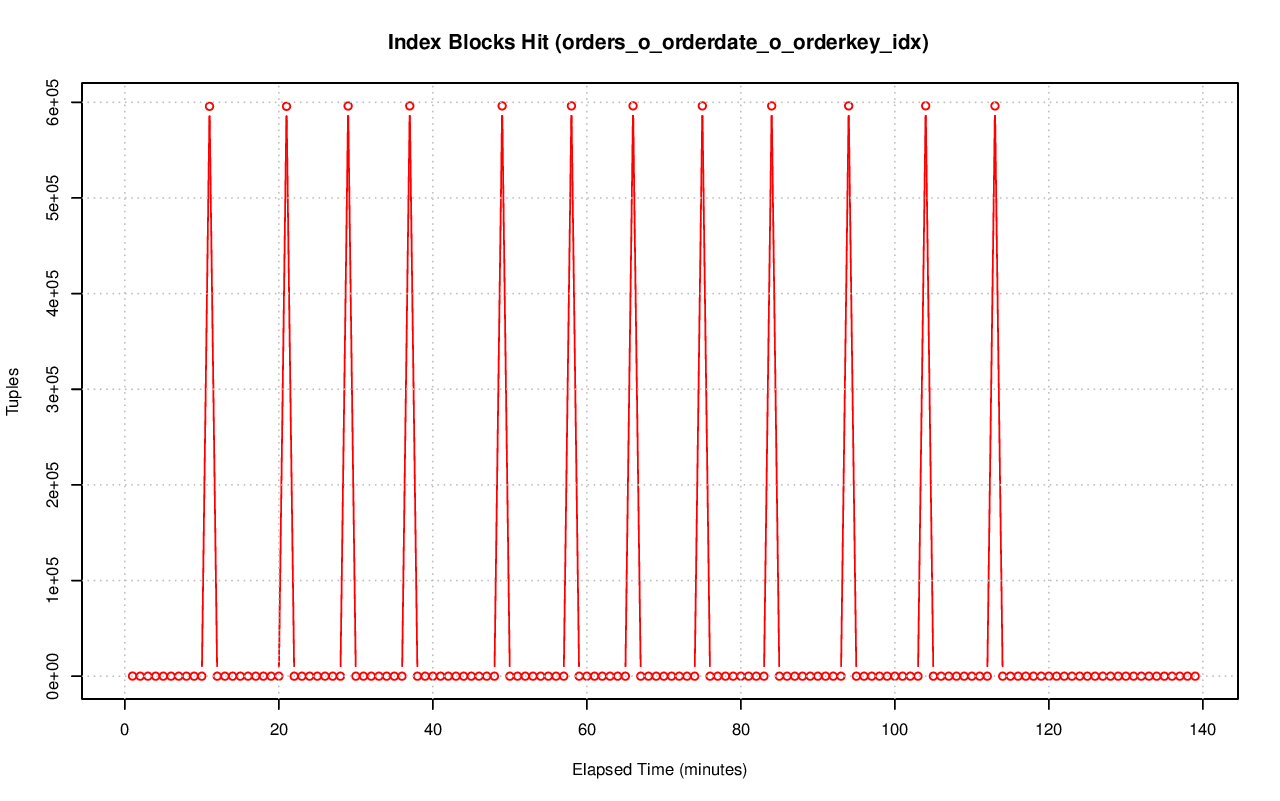 Index Blocks Hit (orders_o_orderdate_o_orderkey_idx)
Tuples
6e+05
5e+05
4e+05
3e+05
2e+05
1e+05
0e+00
0 20 40 60 80 100 120 140
Elapsed Time (minutes)